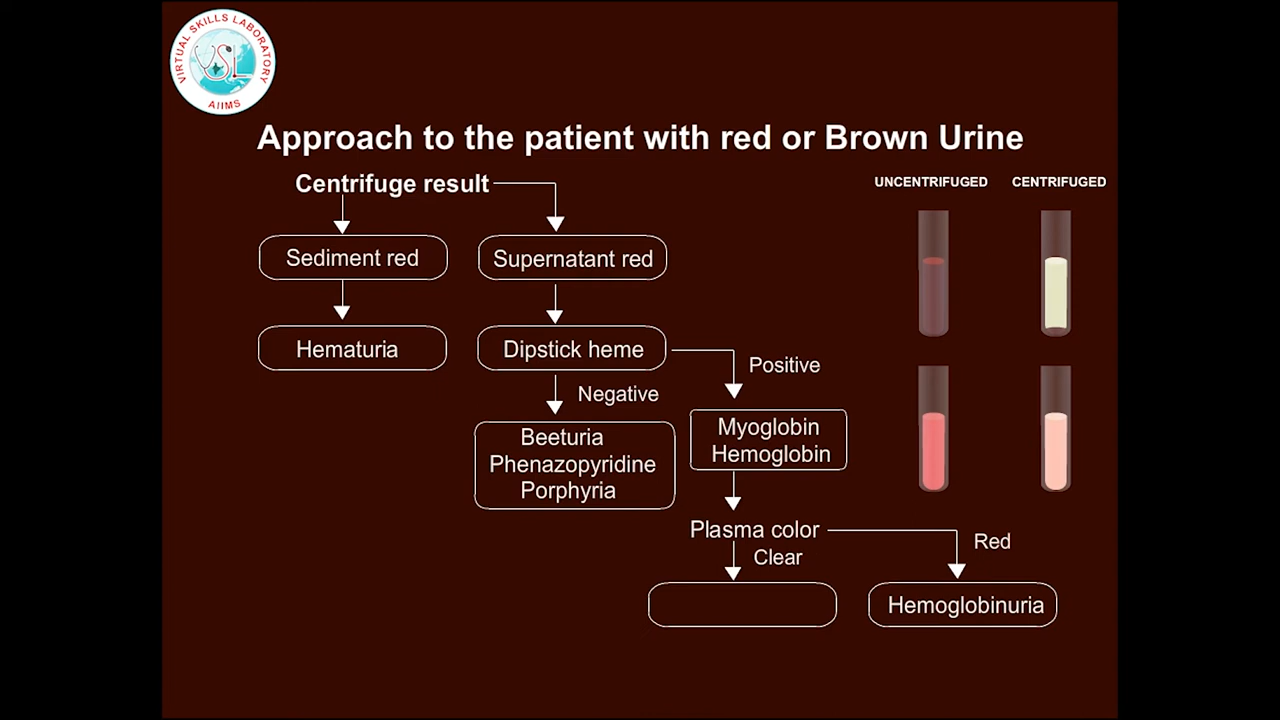 VIRTUAL SKILLS LABORATORY
VSL
AIIMS
Approach to the patient with red or Brown Urine
Centrifuge result
UNCENTRIFUGED
CENTRIFUGED
Sediment red
Supernatant red
Hematuria
Dipstick heme
Positive
Negative
Myoglobin
Hemoglobin
Beeturia
Phenazopyridine
Porphyria
Plasma color
Red
Clear
Hemoglobinuria